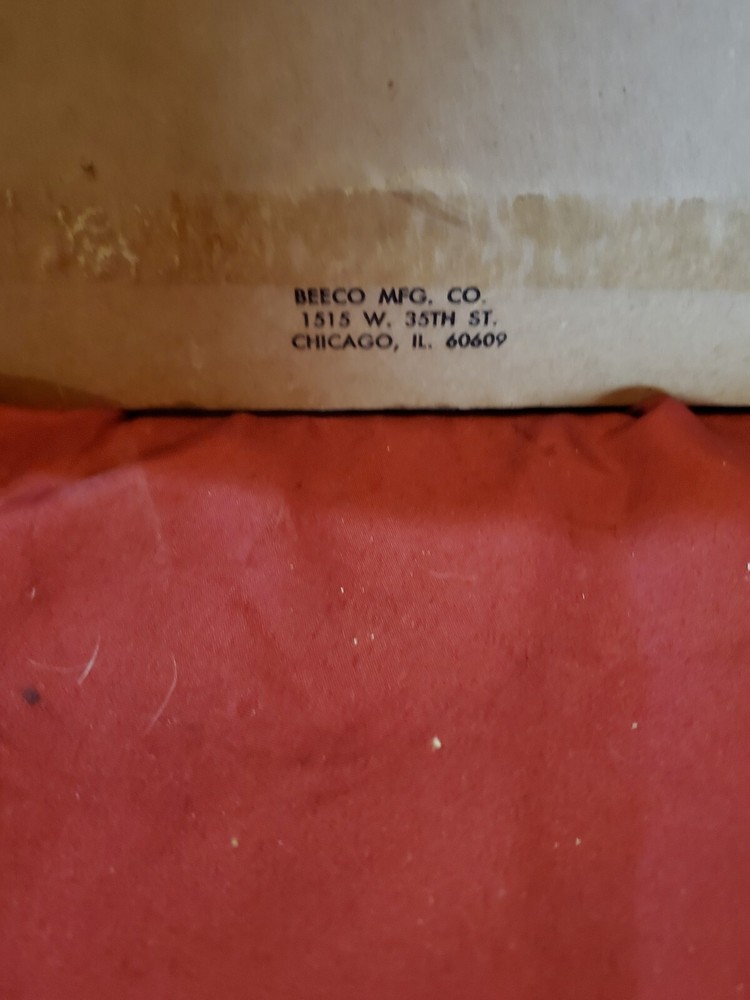 BEECO MFG. CO.
1515 W. 35TH ST.
CHICAGO, IL. 60609